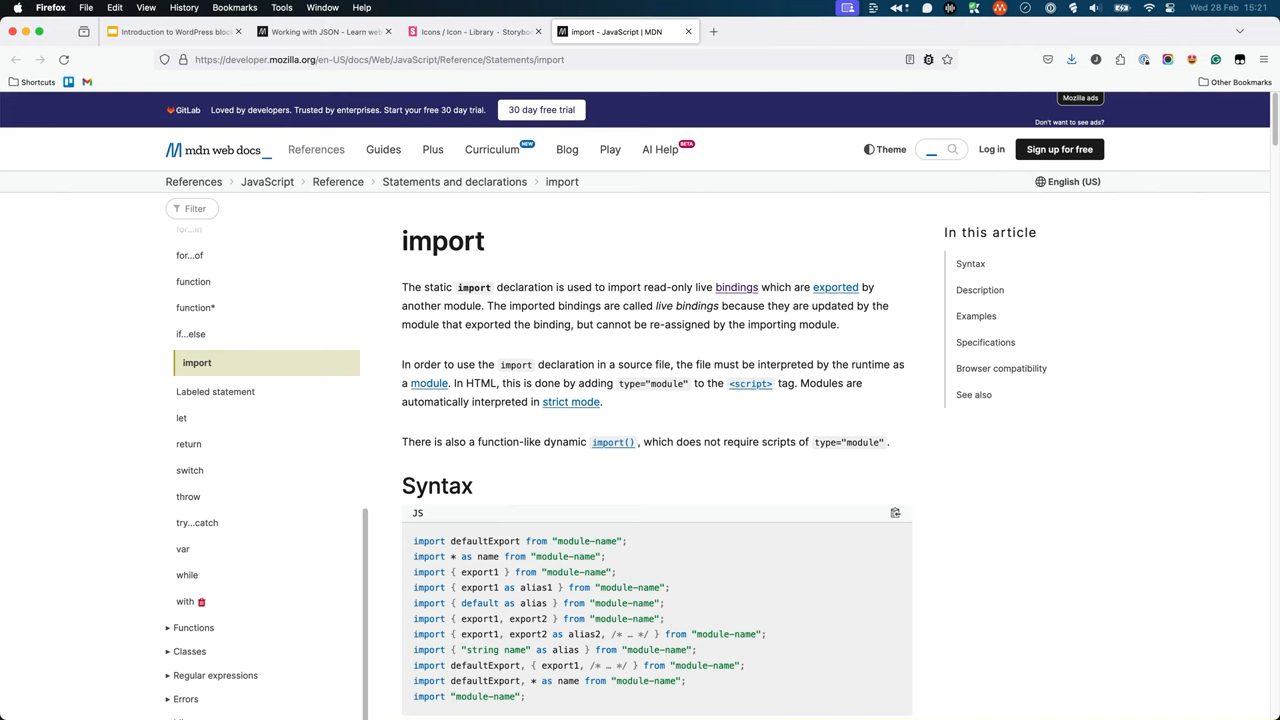 Firefox File Edit View History Bookmarks Tools Window Help
Wed 28 Feb 15:21
Introduction to WordPress bloc
Working with JSON - Learn web
Icons / Icon - Library · Storyboo
import - JavaScript | MDN
https://developer.mozilla.org/en-US/docs/Web/JavaScript/Reference/Statements/import
Shortcuts
Other Bookmarks
Mozilla ads
GitLab Loved by developers. Trusted by enterprises. Start your free 30 day trial. 30 day free trial
Don't want to see ads?
mdn web docs_ References Guides Plus Curriculum NEW Blog Play AI Help BETA Theme Log in Sign up for free
References JavaScript Reference Statements and declarations import English (US)
Filter
for...in
for...of
function
function*
if...else
import
Labeled statement
let
return
switch
throw
try...catch
var
while
with
Functions
Classes
Regular expressions
Errors
import
The static import declaration is used to import read-only live bindings which are exported by
another module. The imported bindings are called live bindings because they are updated by the
module that exported the binding, but cannot be re-assigned by the importing module.
In order to use the import declaration in a source file, the file must be interpreted by the runtime as
a module. In HTML, this is done by adding type="module" to the <script> tag. Modules are
automatically interpreted in strict mode.
There is also a function-like dynamic import(), which does not require scripts of type="module".
Syntax
JS
import defaultExport from "module-name";
import * as name from "module-name";
import { export1 } from "module-name";
import { export1 as alias1 } from "module-name";
import { default as alias } from "module-name";
import { export1, export2 } from "module-name";
import { export1, export2 as alias2, /* … */ } from "module-name";
import { "string name" as alias } from "module-name";
import defaultExport, { export1, /* … */ } from "module-name";
import defaultExport, * as name from "module-name";
import "module-name";
In this article
Syntax
Description
Examples
Specifications
Browser compatibility
See also